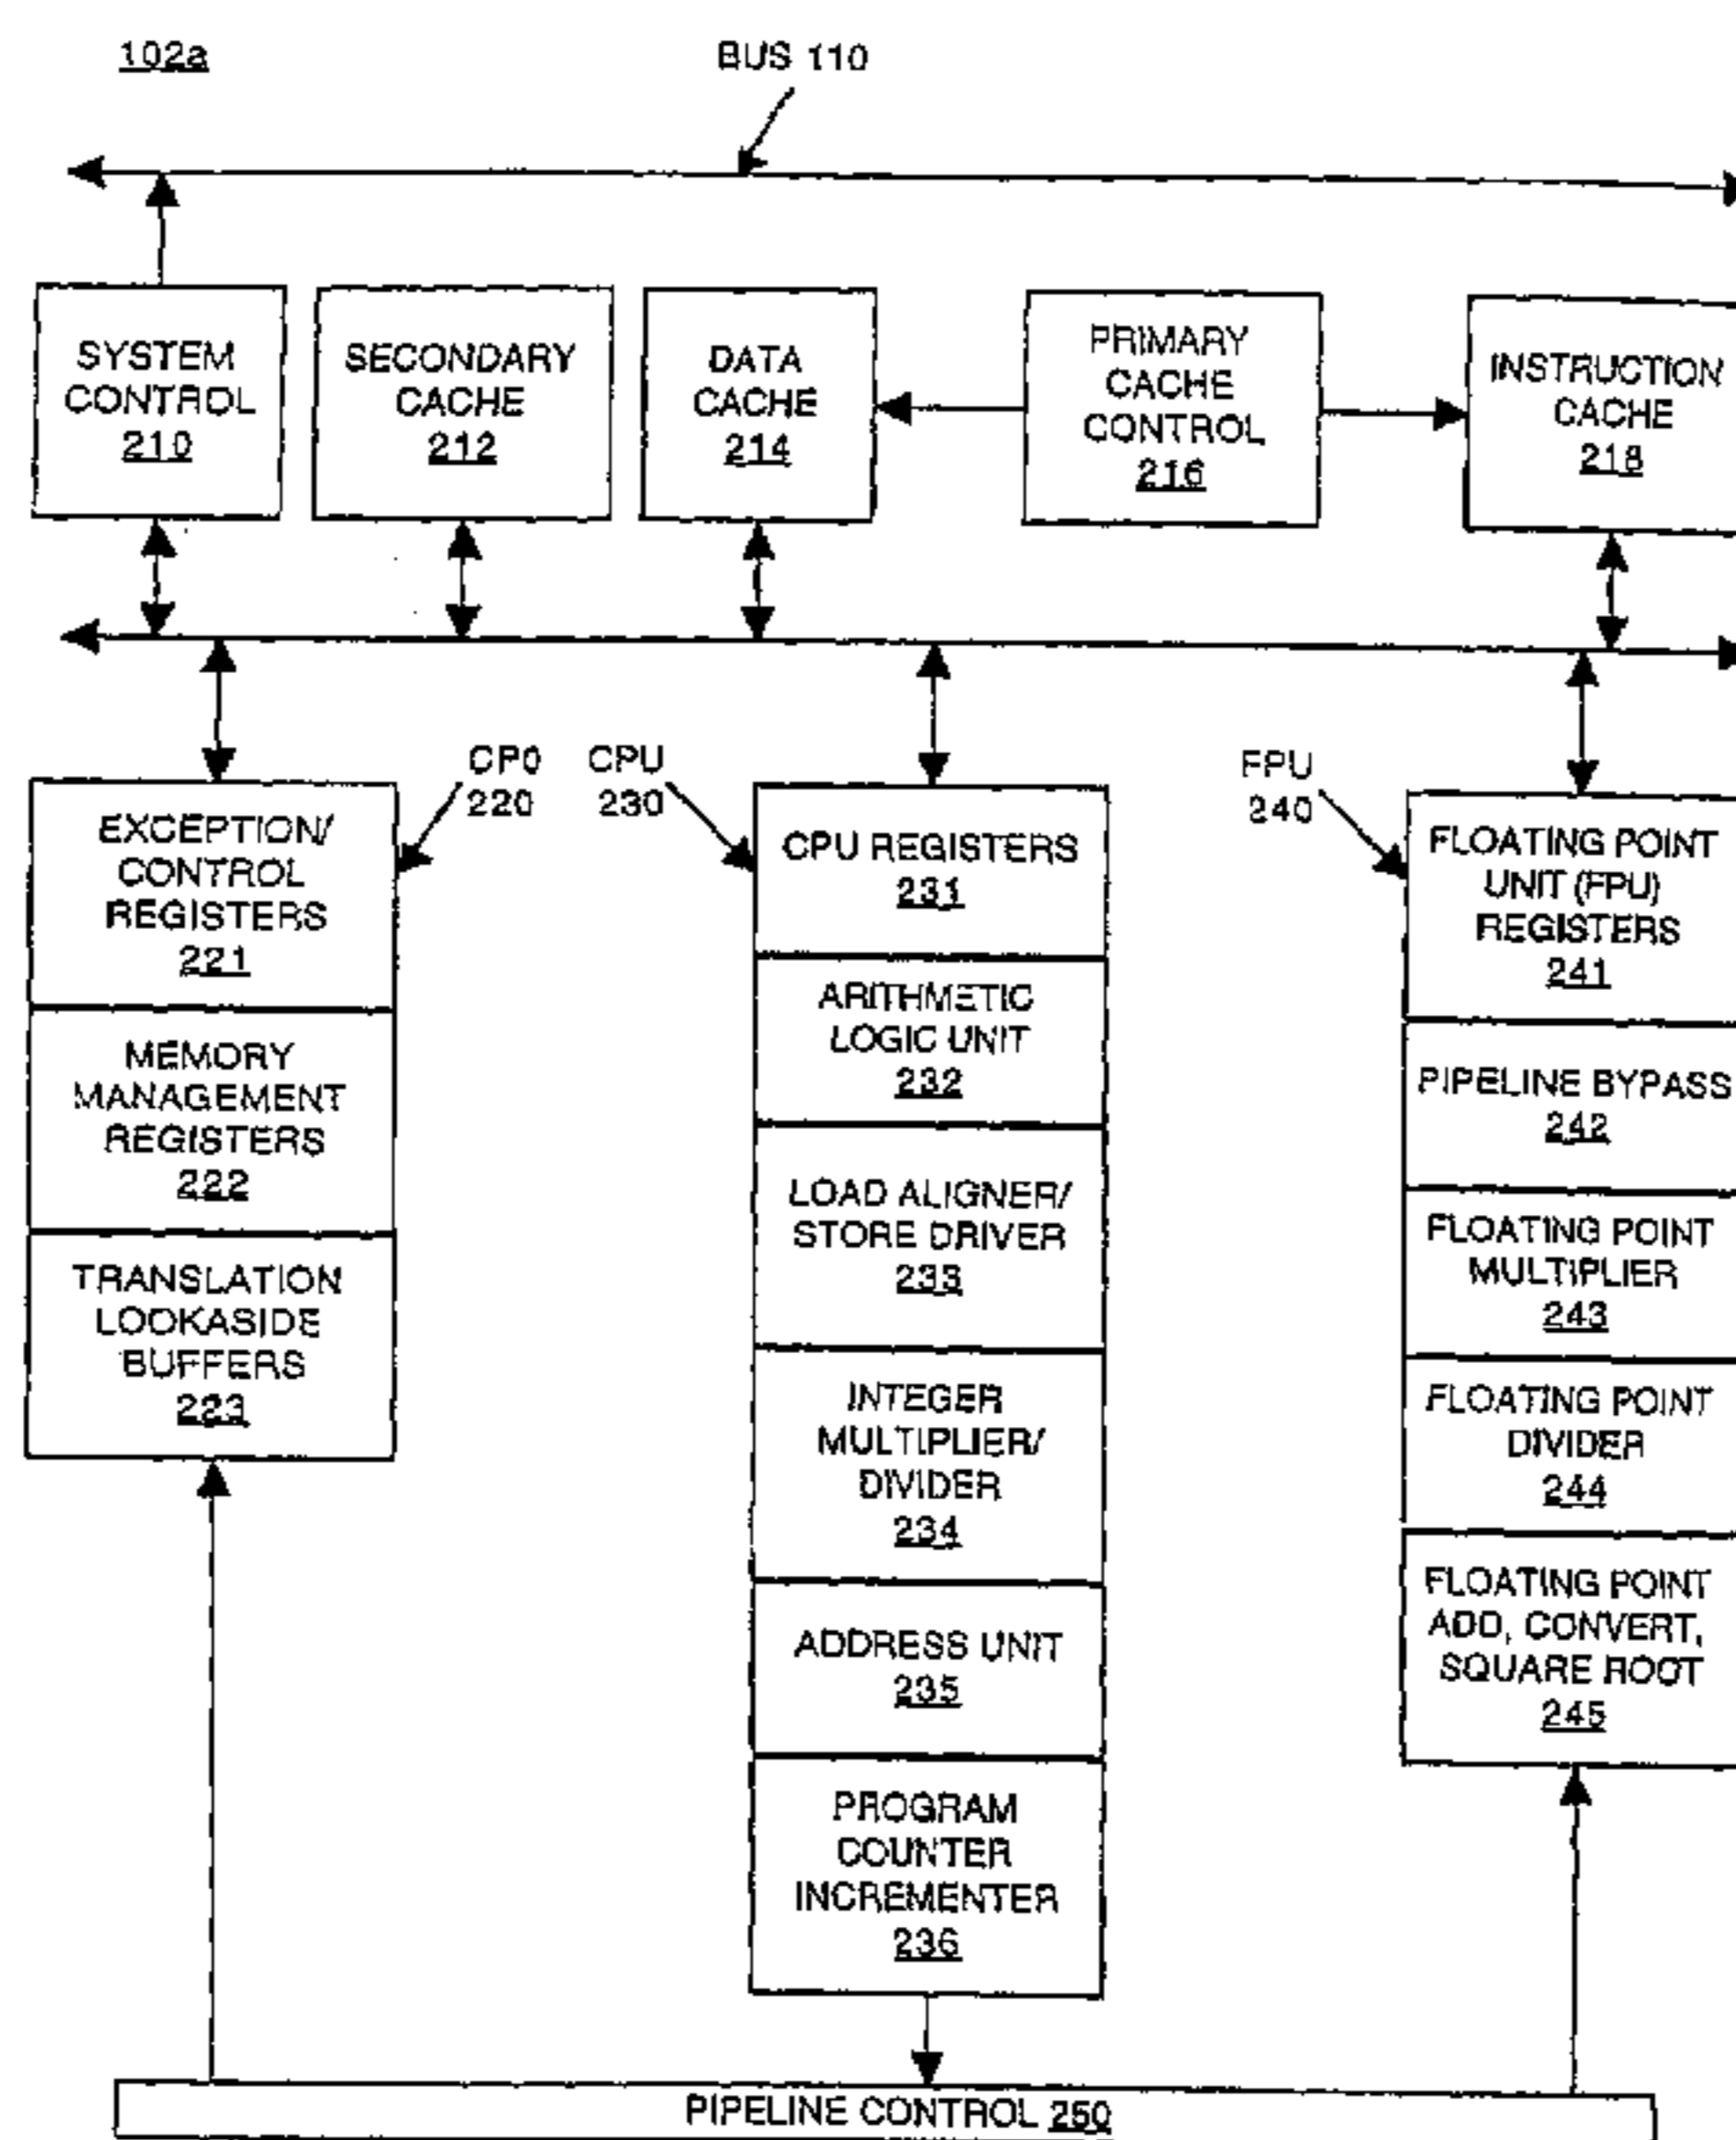 102a
BUS 110
SYSTEM
CONTROL
210
SECONDARY
CACHE
212
DATA
CACHE
214
PRIMARY
CACHE
CONTROL
216
INSTRUCTION
CACHE
218
CP0
220
CPU
230
FPU
240
EXCEPTION/
CONTROL
REGISTERS
221
MEMORY
MANAGEMENT
REGISTERS
222
TRANSLATION
LOOKASIDE
BUFFERS
223
CPU REGISTERS
231
ARITHMETIC
LOGIC UNIT
232
LOAD ALIGNER/
STORE DRIVER
233
INTEGER
MULTIPLIER/
DIVIDER
234
ADDRESS UNIT
235
PROGRAM
COUNTER
INCREMENTER
236
FLOATING POINT
UNIT (FPU)
REGISTERS
241
PIPELINE BYPASS
242
FLOATING POINT
MULTIPLIER
243
FLOATING POINT
DIVIDER
244
FLOATING POINT
ADD, CONVERT,
SQUARE ROOT
245
PIPELINE CONTROL 250